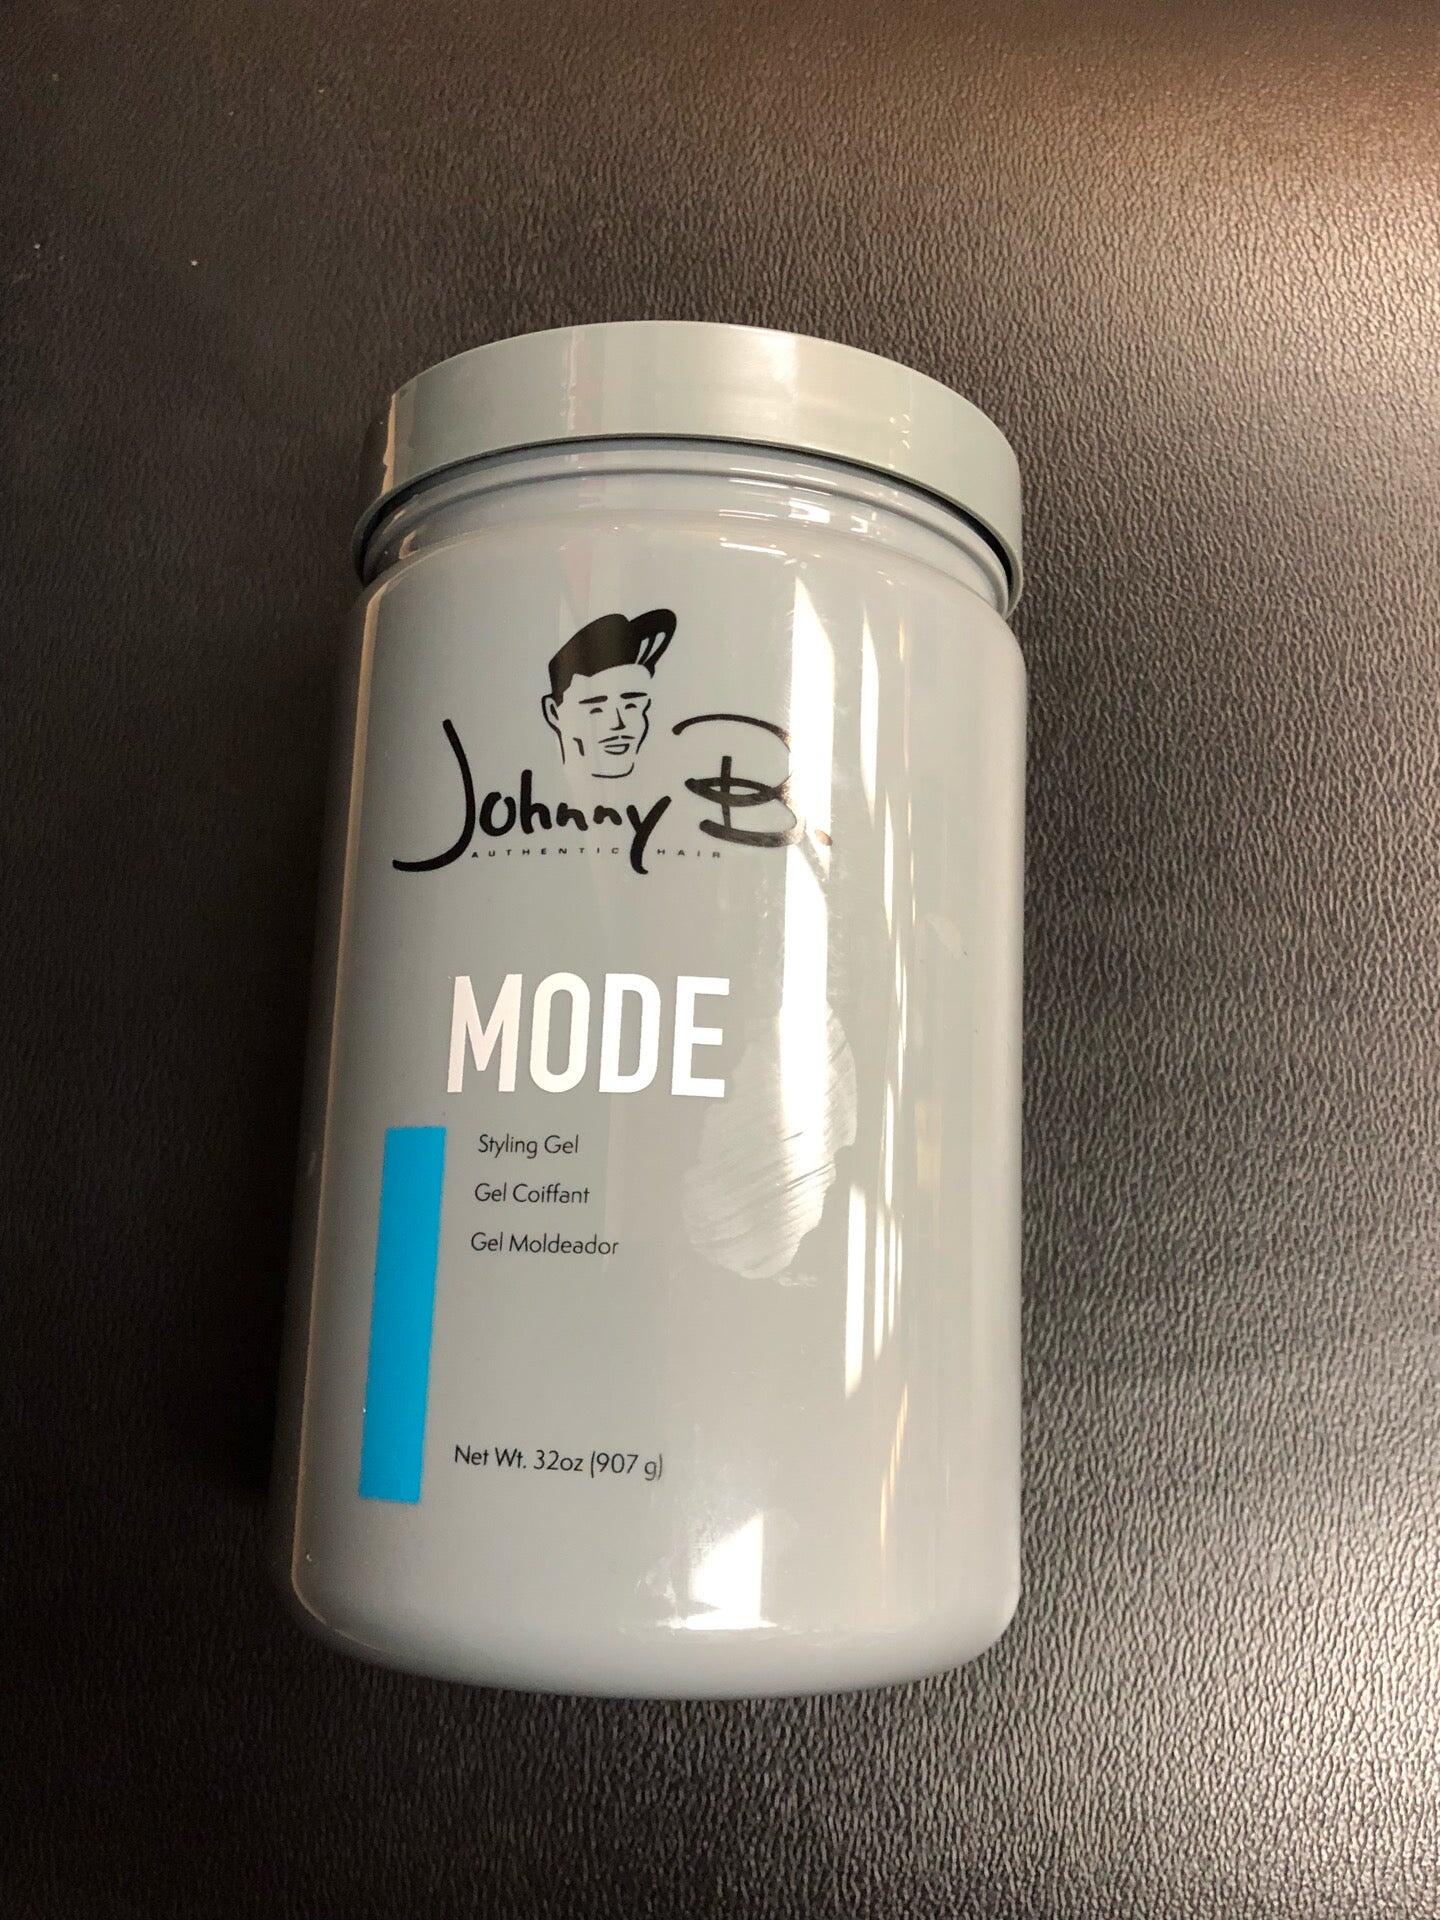 Johnny B.
AUTHENTIC HAIR
MODE
Styling Gel
Gel Coiffant
Gel Moldeador
Net Wt. 32oz (907 g)